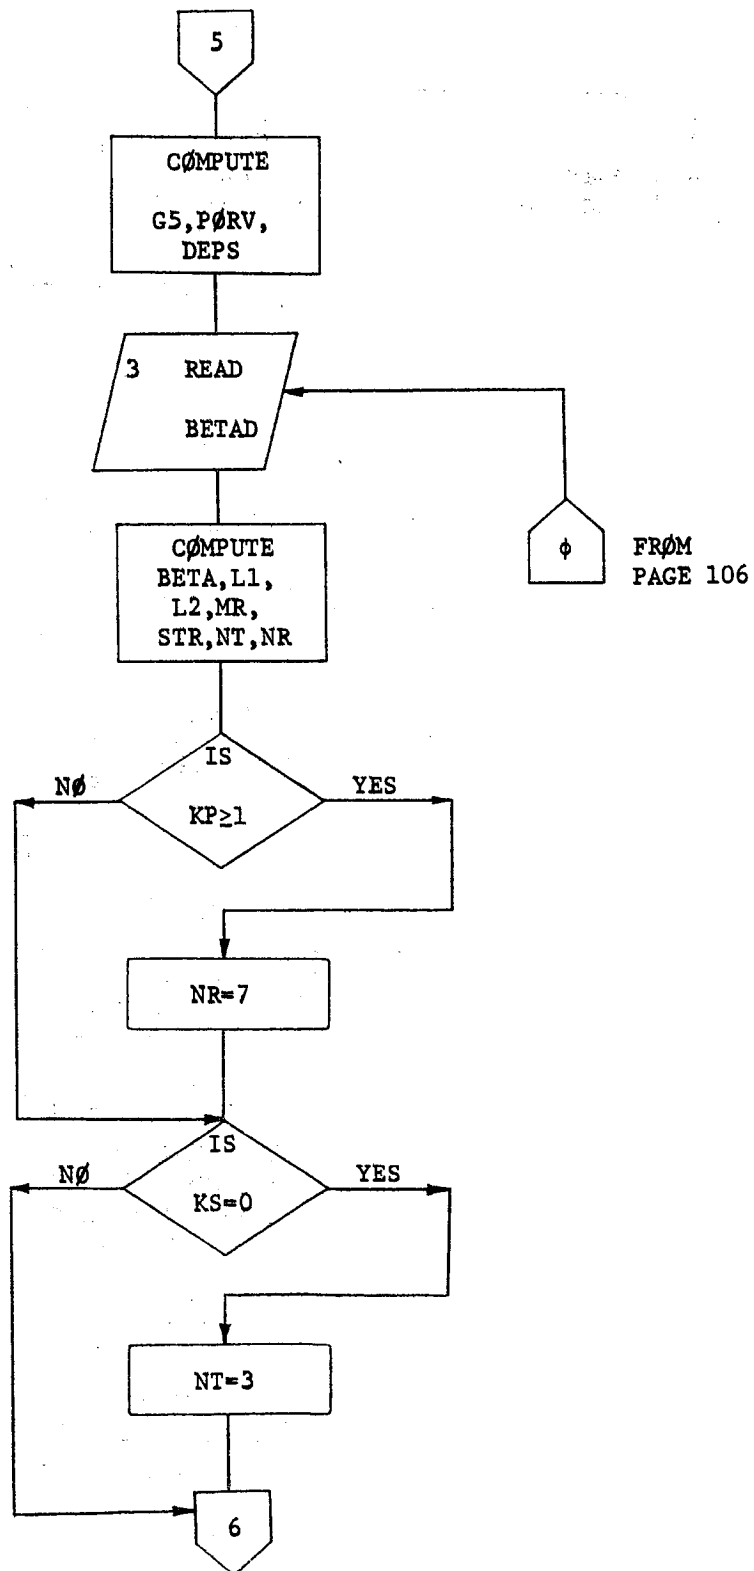 5
CØMPUTE
G5,PØRV,
DEPS
3 READ
BETAD
CØMPUTE
BETA,L1,
L2,MR,
STR,NT,NR
ϕ
FRØM
PAGE 106
IS
KP≥1
NØ
YES
NR=7
IS
KS=0
NØ
YES
NT=3
6